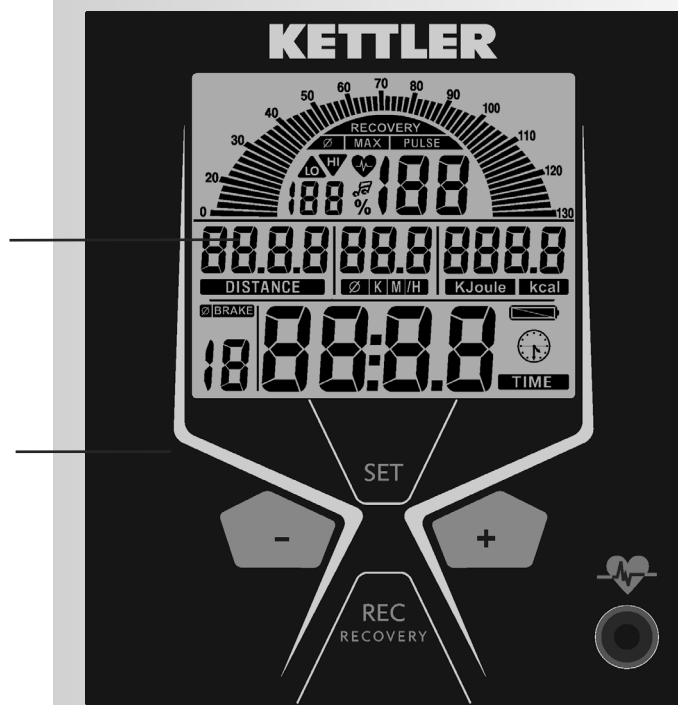 KETTLER
0 20 30 40 50 60 70 80 90 100 110 120 130
RECOVERY
Ø MAX PULSE
LO HI
188 % 188
88.8.8 88.8 888.8
DISTANCE Ø K M /H KJoule kcal
Ø BRAKE
18 88:8.8
TIME
SET
- +
REC
RECOVERY